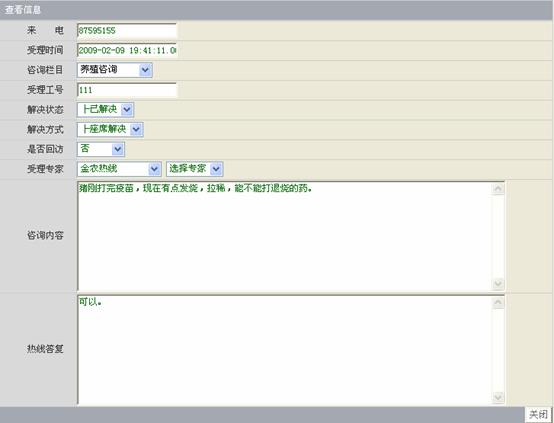 查看信息
来 电 87595155
受理时间 2009-02-09 19:41:11.0
咨询栏目 养殖咨询
受理工号 111
解决状态 ├已解决
解决方式 ├座席解决
是否回访 否
受理专家 金农热线 选择专家
咨询内容 猪刚打完疫苗，现在有点发烧，拉稀，能不能打退烧的药。
热线答复 可以。
关闭